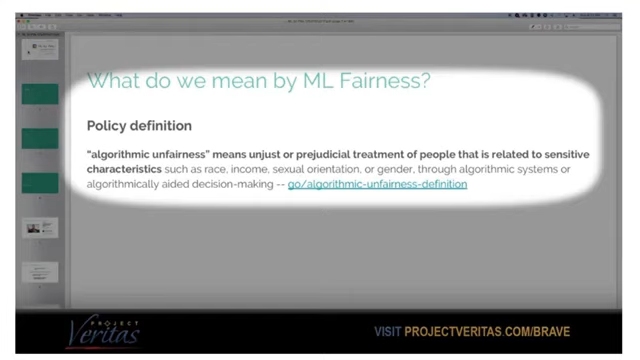 What do we mean by ML Fairness?
Policy definition
"algorithmic unfairness" means unjust or prejudicial treatment of people that is related to sensitive
characteristics such as race, income, sexual orientation, or gender, through algorithmic systems or
algorithmically aided decision-making -- go/algorithmic-unfairness-definition
PROJECT
Veritas
VISIT PROJECTVERITAS.COM/BRAVE